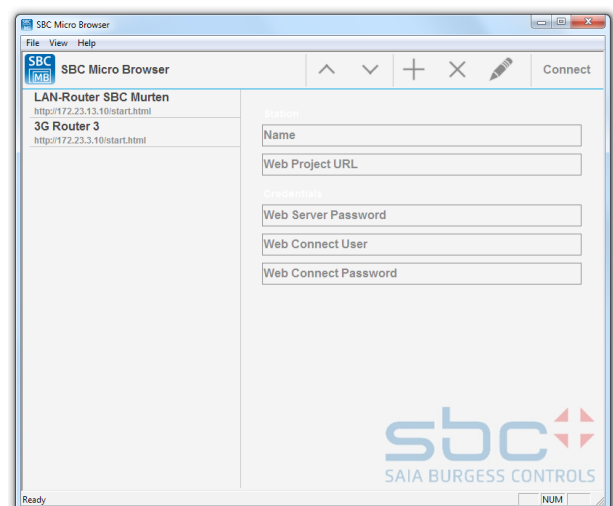 SBC Micro Browser
File View Help
SBC
MB
SBC Micro Browser
Connect
LAN-Router SBC Murten
http://172.23.13.10/start.html
3G Router 3
http://172.23.3.10/start.html
Station
Name
Web Project URL
Credentials
Web Server Password
Web Connect User
Web Connect Password
sbc
SAIA BURGESS CONTROLS
Ready
NUM